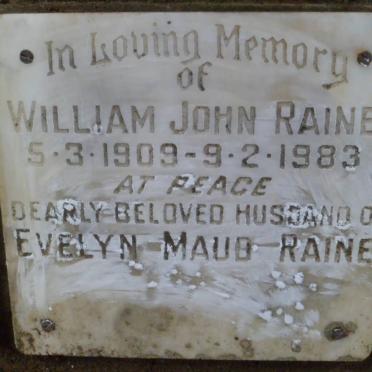 In Loving Memory
of
WILLIAM JOHN RAINE
5·3·1909-9·2·1983
AT PEACE
DEARLY BELOVED HUSBAND O
EVELYN MAUD RAINE